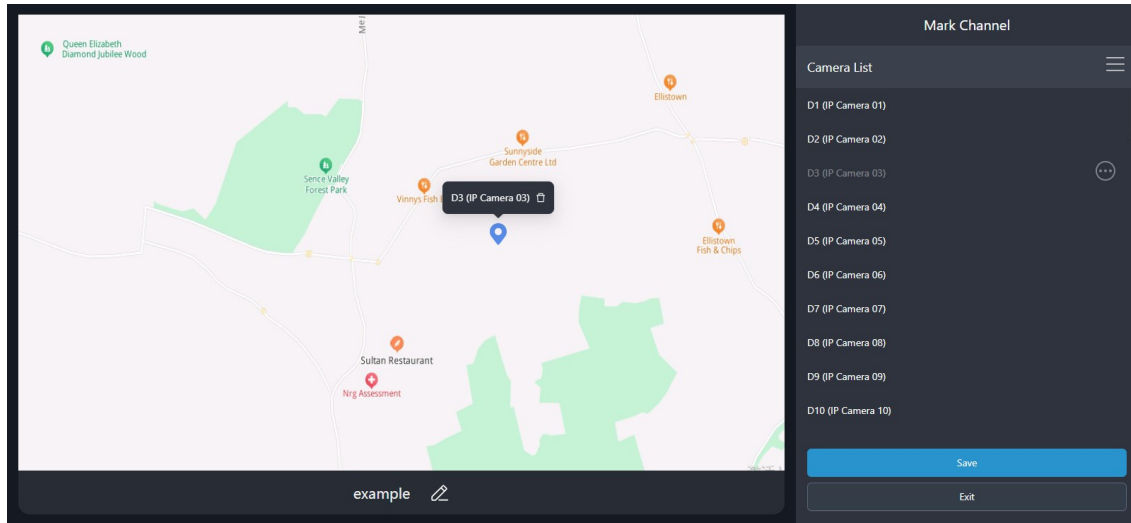 Queen Elizabeth
Diamond Jubilee Wood
Ellistown
Sunnyside
Garden Centre Ltd
Sence Valley
Forest Park
Vinnys Fish
D3 (IP Camera 03)
Ellistown
Fish & Chips
Sultan Restaurant
Nrg Assessment
example
Mark Channel
Camera List
D1 (IP Camera 01)
D2 (IP Camera 02)
D3 (IP Camera 03)
D4 (IP Camera 04)
D5 (IP Camera 05)
D6 (IP Camera 06)
D7 (IP Camera 07)
D8 (IP Camera 08)
D9 (IP Camera 09)
D10 (IP Camera 10)
Save
Exit